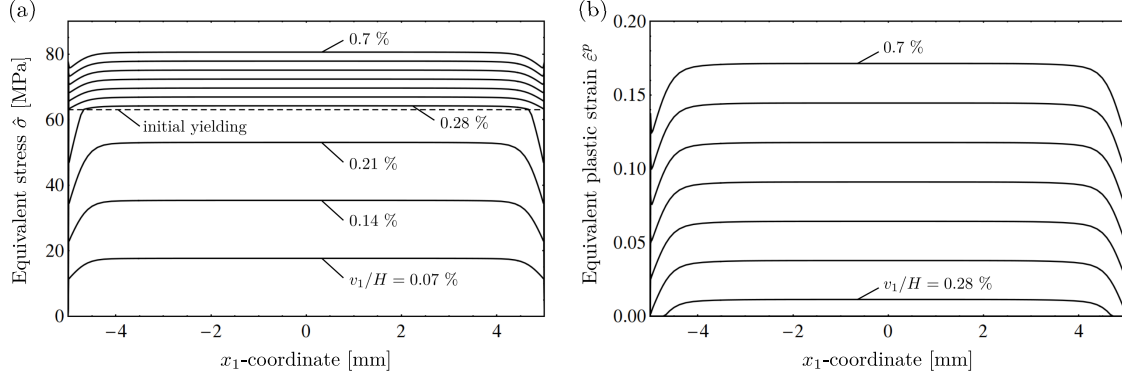 (a)
Equivalent stress σ̂ [MPa]
80
60
40
20
0
0.7 %
initial yielding
0.28 %
0.21 %
0.14 %
v₁/H = 0.07 %
−4
−2
0
2
4
x₁-coordinate [mm]
(b)
Equivalent plastic strain ε̂ᵖ
0.20
0.15
0.10
0.05
0.00
0.7 %
v₁/H = 0.28 %
−4
−2
0
2
4
x₁-coordinate [mm]